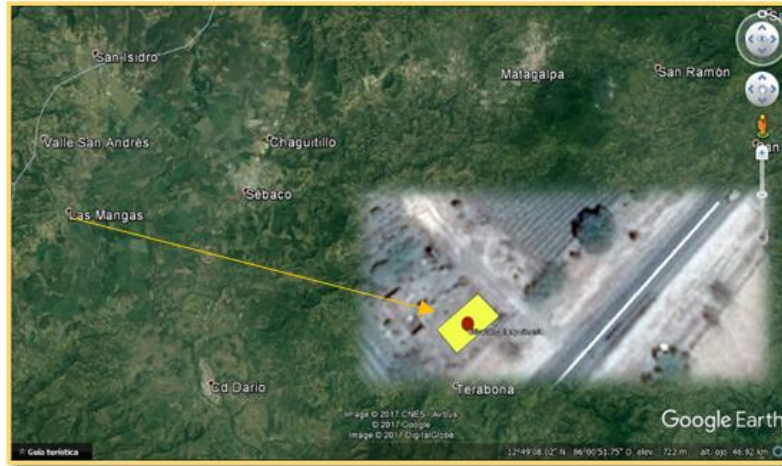 San Isidro
Matagalpa
San Ramón
Valle San Andrés
Chagüitillo
Sébaco
Las Mangas
Cd Dario
Terabona
Image © 2017 CNES / Airbus
© 2017 Google
Image © 2017 DigitalGlobe
Google Earth
Guía turística
12°49'08.02" N 86°00'51.75" O elev 722 m alt. ojo 46.92 km